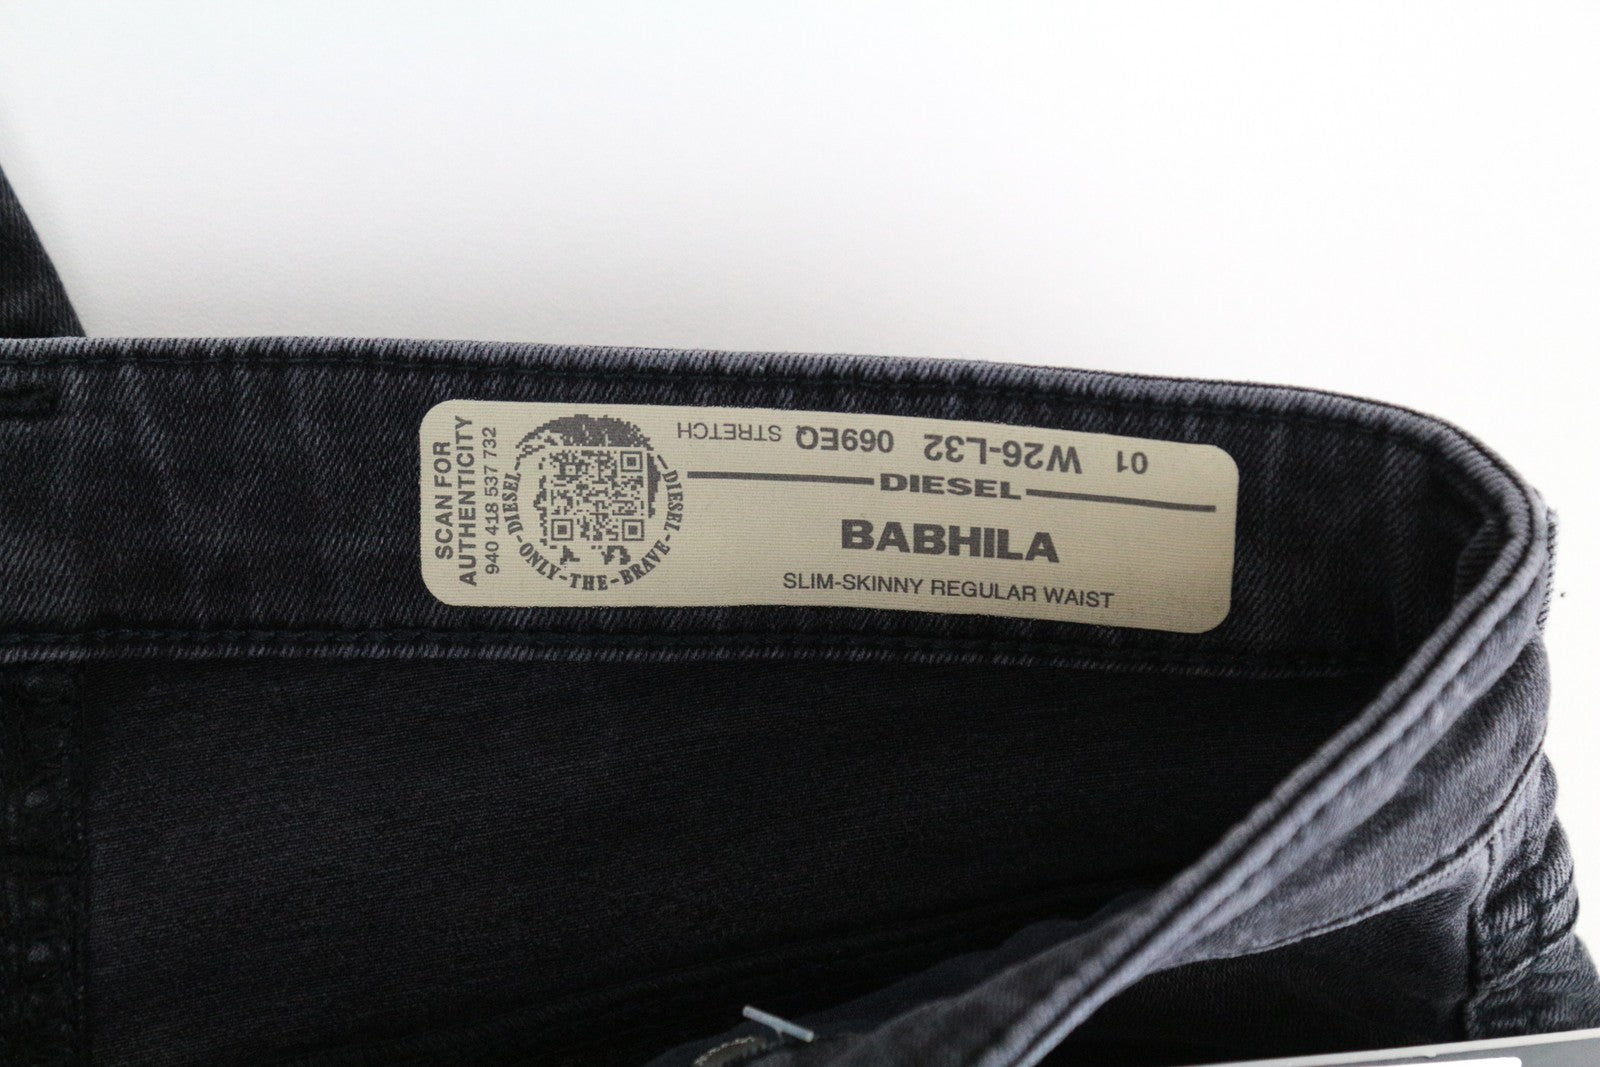 SCAN FOR
AUTHENTICITY
940 418 537 732
DIESEL-ONLY-THE-BRAVE-DIESEL
01 W26-L32 069EQ STRETCH
DIESEL
BABHILA
SLIM-SKINNY REGULAR WAIST